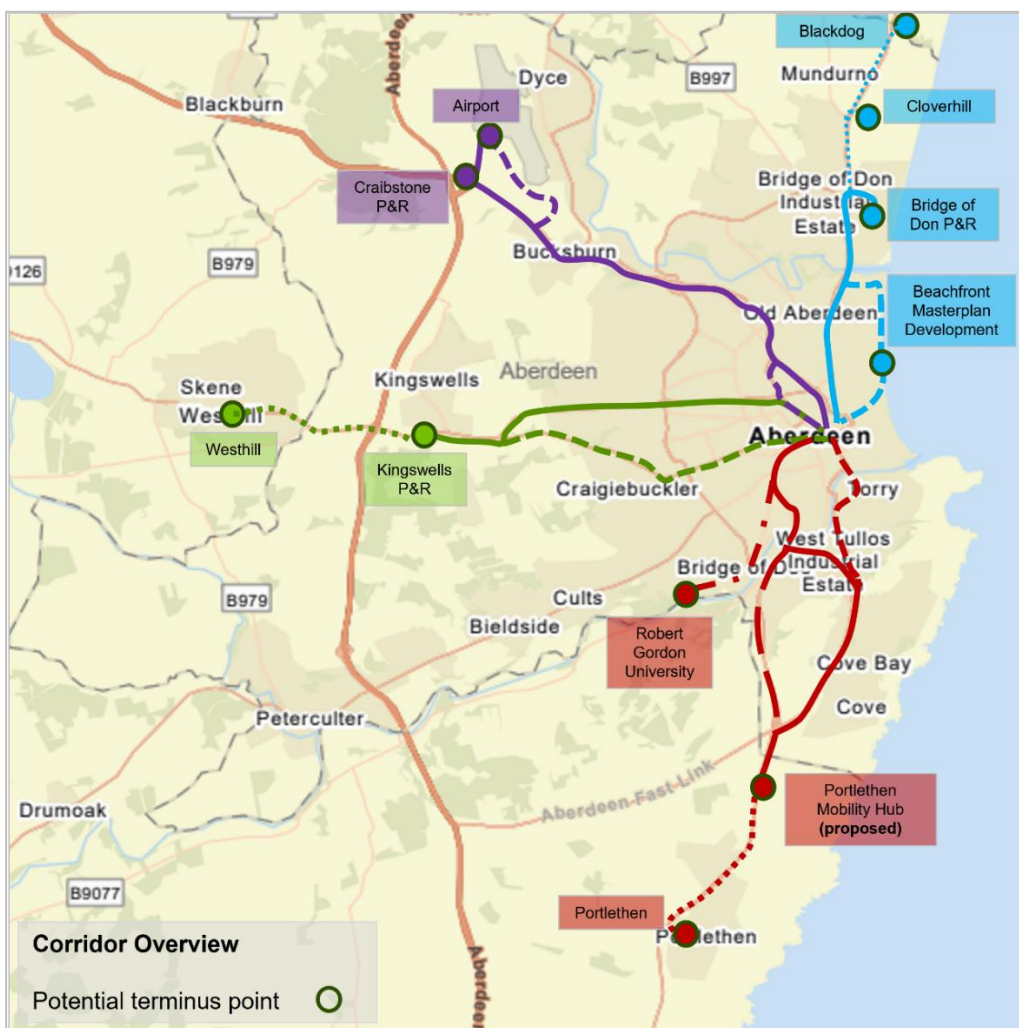 Blackdog
Dyce
B997
Mundurno
Aberdeen
Blackburn
Airport
Cloverhill
Craibstone
P&R
Bridge of Don
Industrial
Estate
Bridge of
Don P&R
Bucksburn
0126
B979
Old Aberdeen
Beachfront
Masterplan
Development
Kingswells
Aberdeen
Skene
Westhill
Westhill
Kingswells
P&R
Aberdeen
Craigiebuckler
Torry
West Tullos
Industrial
Estate
Bridge of Dee
B979
Cults
Bieldside
Robert
Gordon
University
Cove Bay
Cove
Peterculter
Portlethen
Mobility Hub
(proposed)
Aberdeen Fast Link
Drumoak
B9077
Portlethen
Portlethen
Aberdeen
Corridor Overview
Potential terminus point